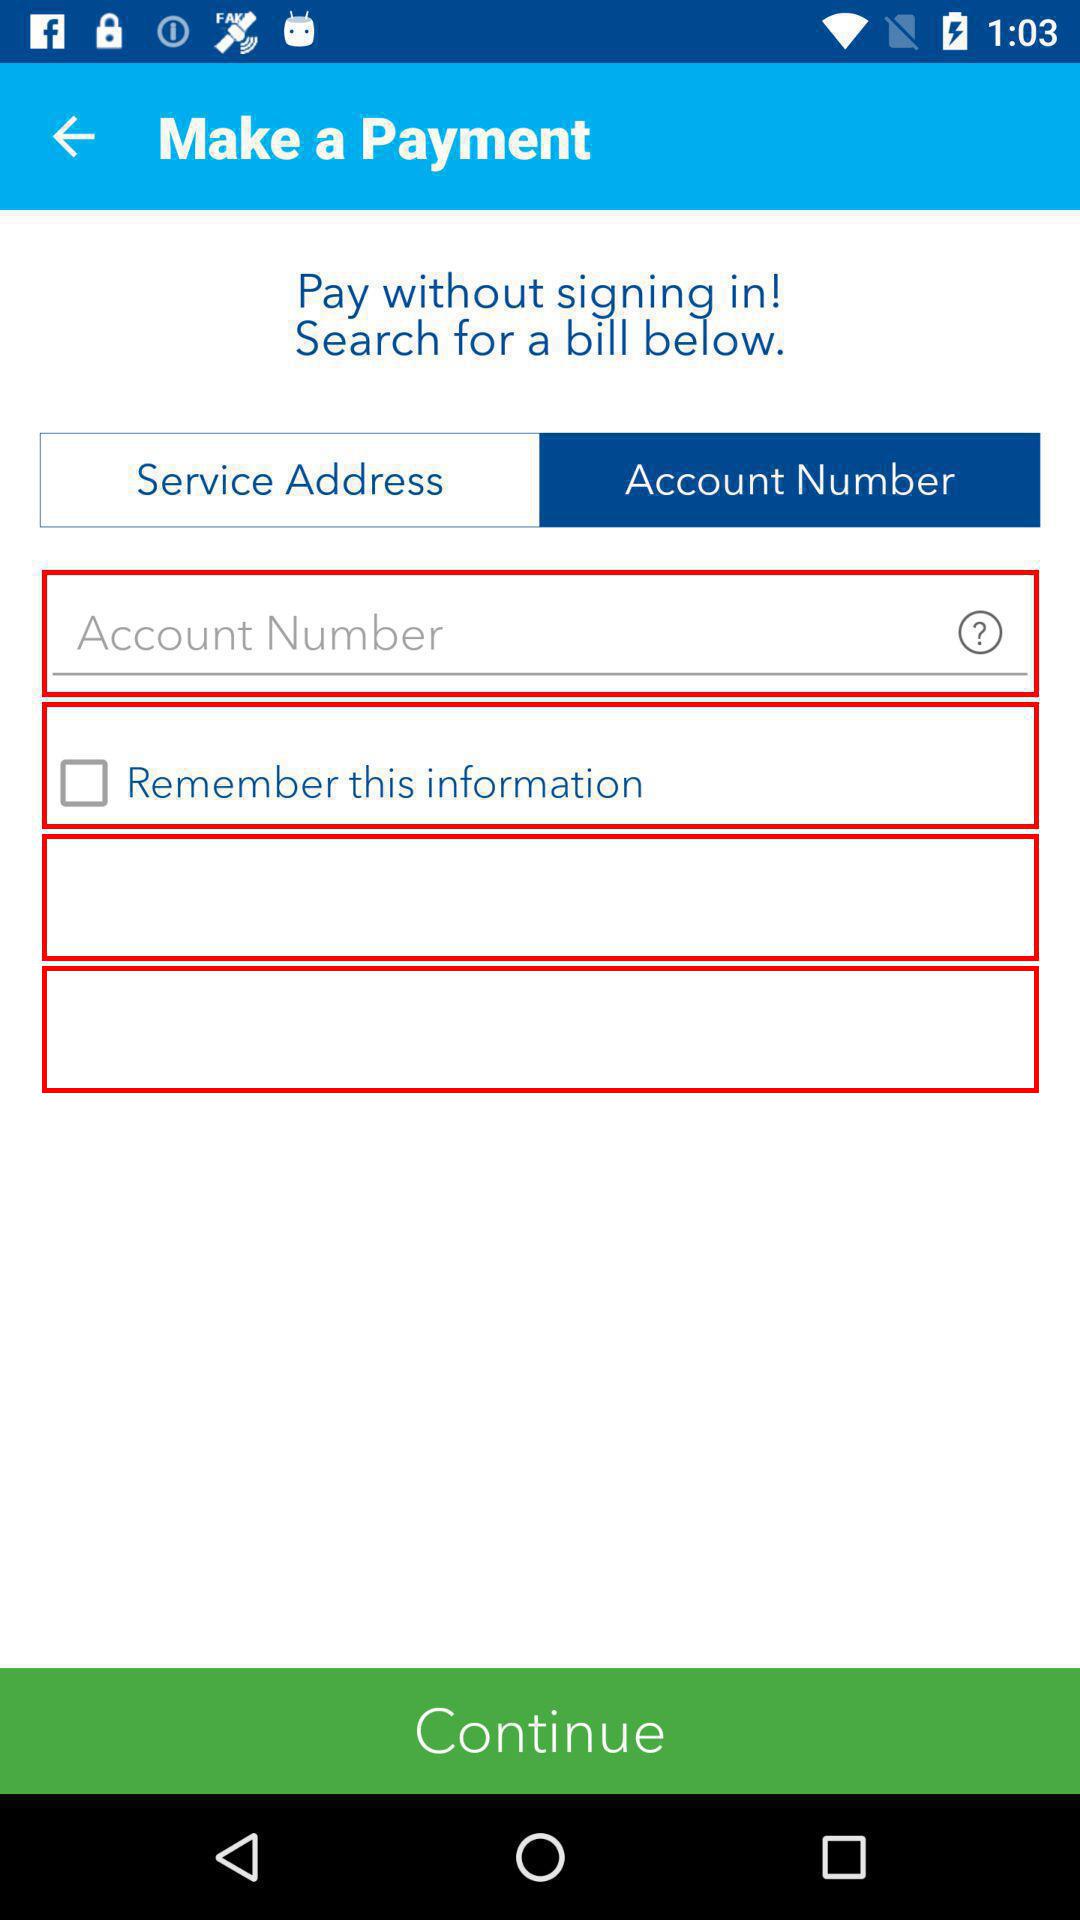 FAKE
1:03
Make a Payment
Pay without signing in!
Search for a bill below.
Service Address
Account Number
Account Number
?
Remember this information
Continue